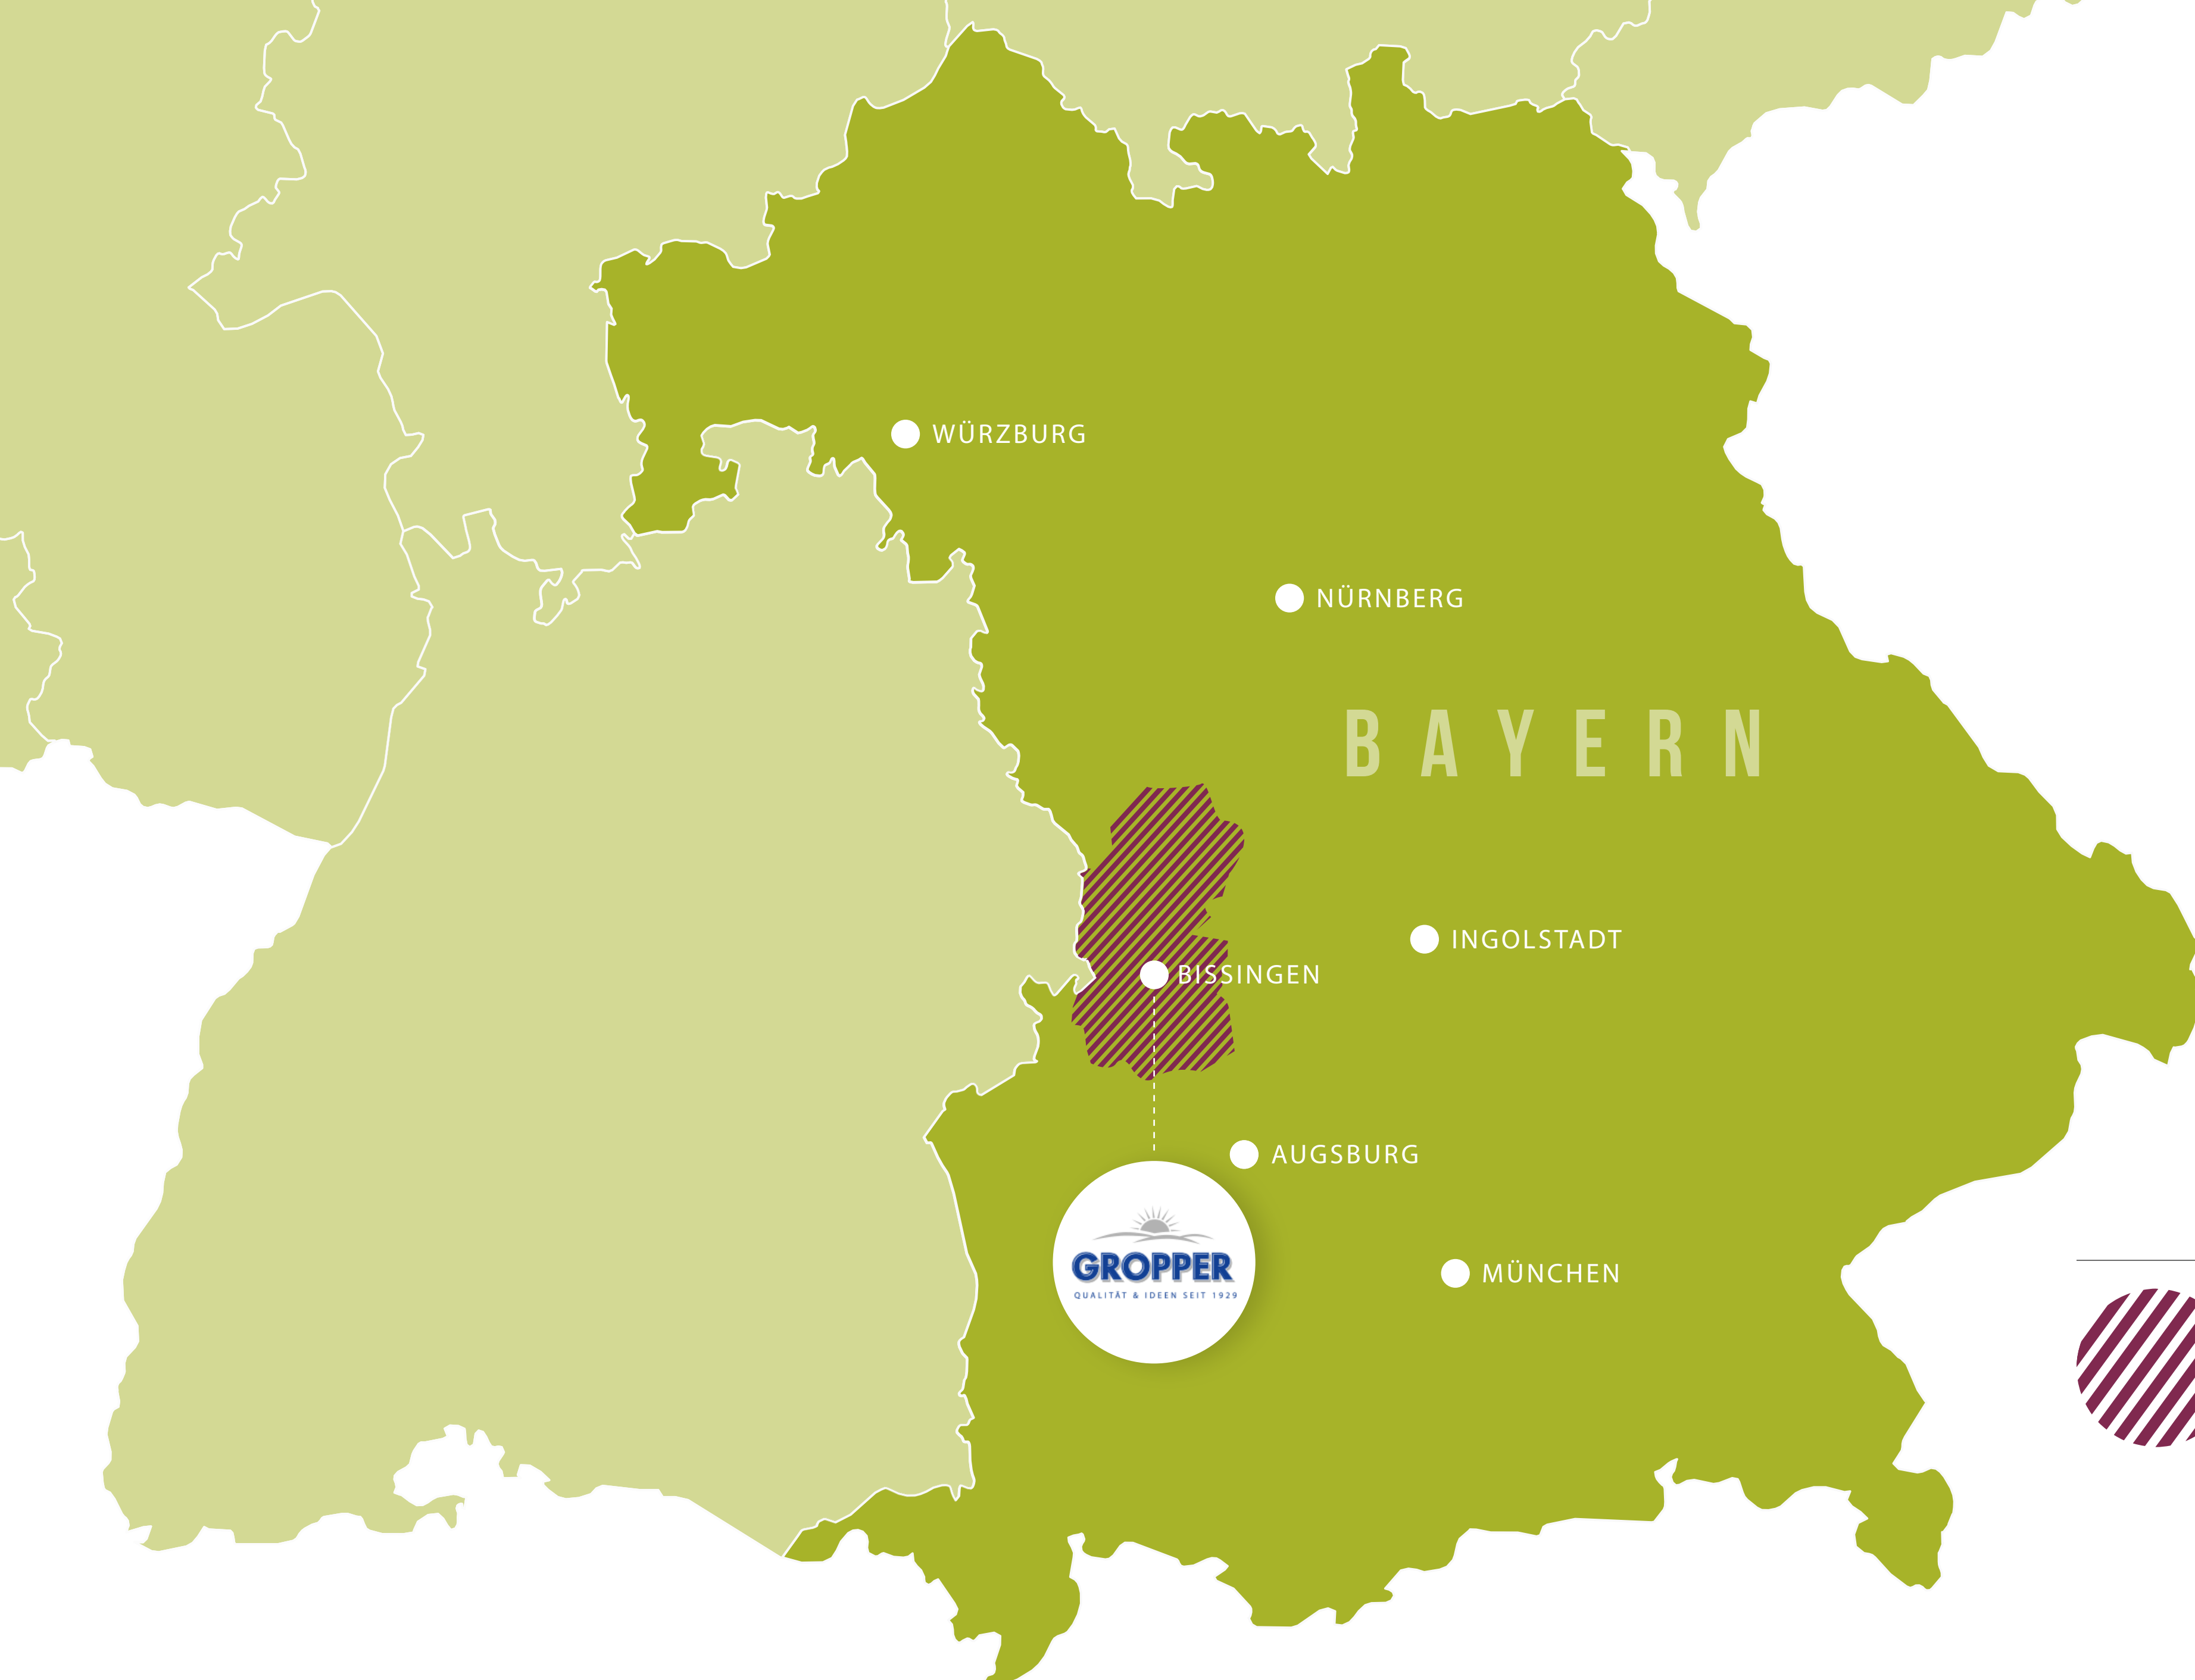 WÜRZBURG
NÜRNBERG
BAYERN
INGOLSTADT
BISSINGEN
AUGSBURG
GROPPER
QUALITÄT & IDEEN SEIT 1929
MÜNCHEN